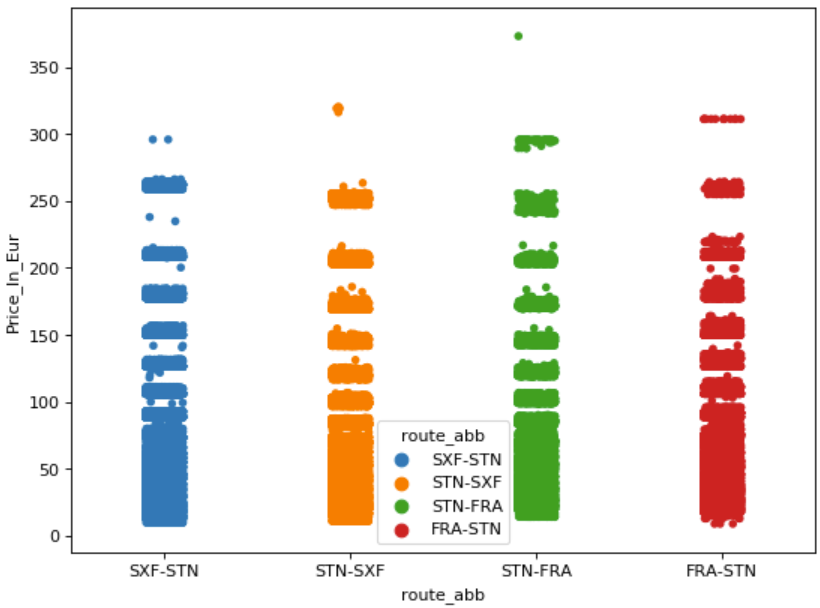 Price_In_Eur
350
300
250
200
150
100
50
0
route_abb
SXF-STN
STN-SXF
STN-FRA
FRA-STN
SXF-STN STN-SXF STN-FRA FRA-STN
route_abb